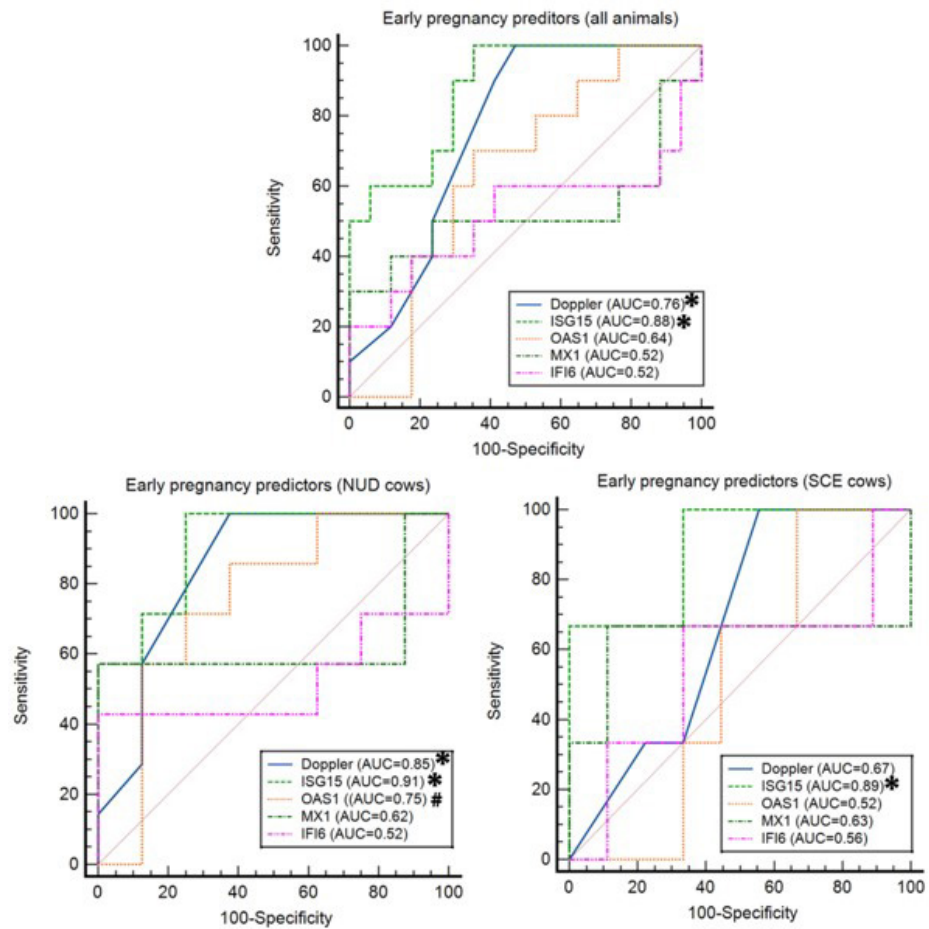 Early pregnancy preditors (all animals)
100
80
60
40
20
0
Sensitivity
Doppler (AUC=0.76)*
ISG15 (AUC=0.88)*
OAS1 (AUC=0.64)
MX1 (AUC=0.52)
IFI6 (AUC=0.52)
0 20 40 60 80 100
100-Specificity
Early pregnancy predictors (NUD cows)
100
80
60
40
20
0
Sensitivity
Doppler (AUC=0.85)*
ISG15 (AUC=0.91)*
OAS1 ((AUC=0.75) #
MX1 (AUC=0.62)
IFI6 (AUC=0.52)
0 20 40 60 80 100
100-Specificity
Early pregnancy predictors (SCE cows)
100
80
60
40
20
0
Sensitivity
Doppler (AUC=0.67)
ISG15 (AUC=0.89)*
OAS1 (AUC=0.52)
MX1 (AUC=0.63)
IFI6 (AUC=0.56)
0 20 40 60 80 100
100-Specificity